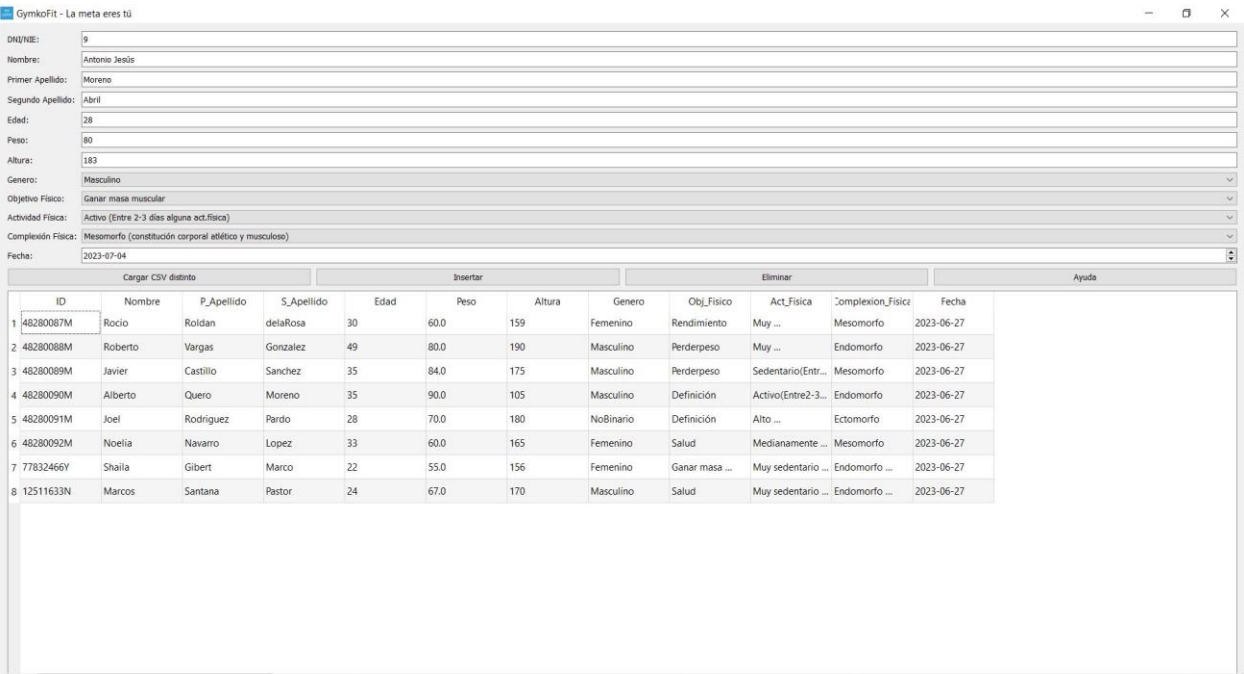 GymkoFit - La meta eres tú
DNI/NIE: 9
Nombre: Antonio Jesús
Primer Apellido: Moreno
Segundo Apellido: Abril
Edad: 28
Peso: 80
Altura: 183
Genero: Masculino
Objetivo Físico: Ganar masa muscular
Actividad Física: Activo (Entre 2-3 días alguna act.física)
Complexión Física: Mesomorfo (constitución corporal atlético y musculoso)
Fecha: 2023-07-04
Cargar CSV distinto Insertar Eliminar Ayuda
ID Nombre P_Apellido S_Apellido Edad Peso Altura Genero Obj_Fisico Act_Fisica Complexion_Fisica Fecha
1 48280087M Rocio Roldan delaRosa 30 60.0 159 Femenino Rendimiento Muy ... Mesomorfo 2023-06-27
2 48280088M Roberto Vargas Gonzalez 49 80.0 190 Masculino Perderpeso Muy ... Endomorfo 2023-06-27
3 48280089M Javier Castillo Sanchez 35 84.0 175 Masculino Perderpeso Sedentario(Entr... Mesomorfo 2023-06-27
4 48280090M Alberto Quero Moreno 35 90.0 105 Masculino Definición Activo(Entre2-3... Endomorfo 2023-06-27
5 48280091M Joel Rodriguez Pardo 28 70.0 180 NoBinario Definición Alto ... Ectomorfo 2023-06-27
6 48280092M Noelia Navarro Lopez 33 60.0 165 Femenino Salud Medianamente ... Mesomorfo 2023-06-27
7 77832466Y Shaila Gibert Marco 22 55.0 156 Femenino Ganar masa ... Muy sedentario ... Endomorfo ... 2023-06-27
8 12511633N Marcos Santana Pastor 24 67.0 170 Masculino Salud Muy sedentario ... Endomorfo ... 2023-06-27